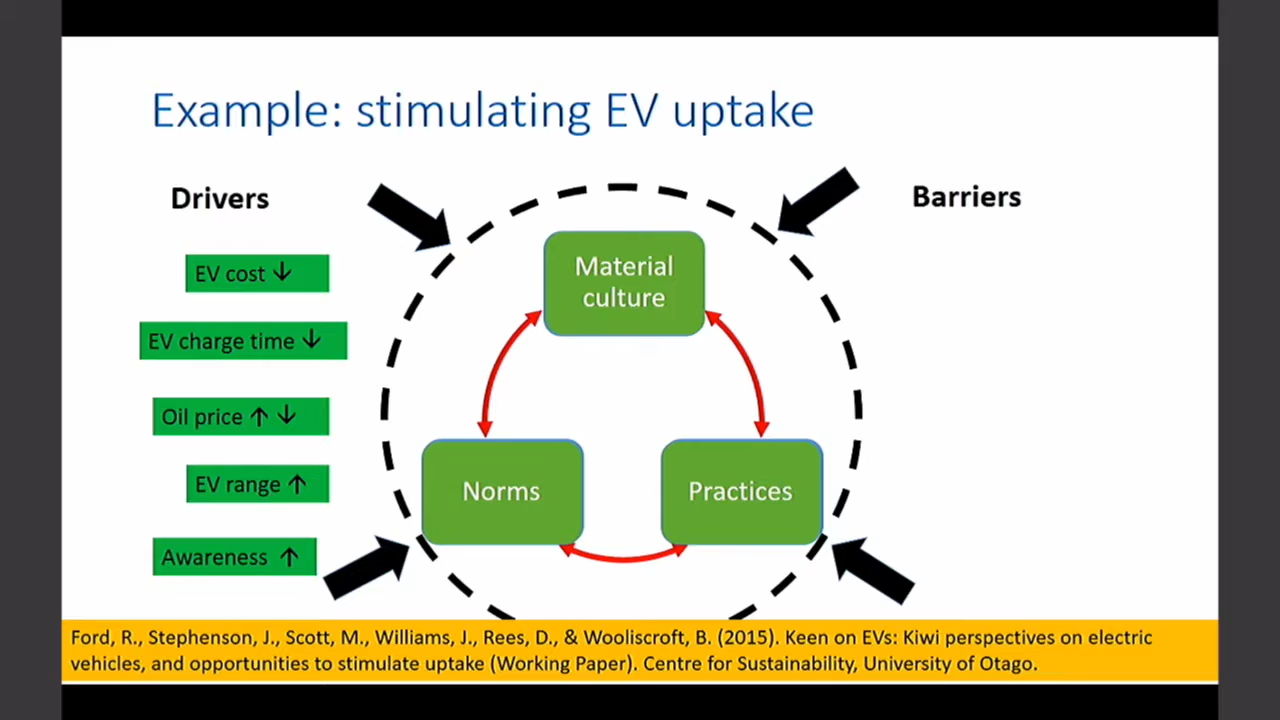 Example: stimulating EV uptake
Drivers
Barriers
EV cost ↓
EV charge time ↓
Oil price ↑ ↓
EV range ↑
Awareness ↑
Material
culture
Norms
Practices
Ford, R., Stephenson, J., Scott, M., Williams, J., Rees, D., & Wooliscroft, B. (2015). Keen on EVs: Kiwi perspectives on electric
vehicles, and opportunities to stimulate uptake (Working Paper). Centre for Sustainability, University of Otago.